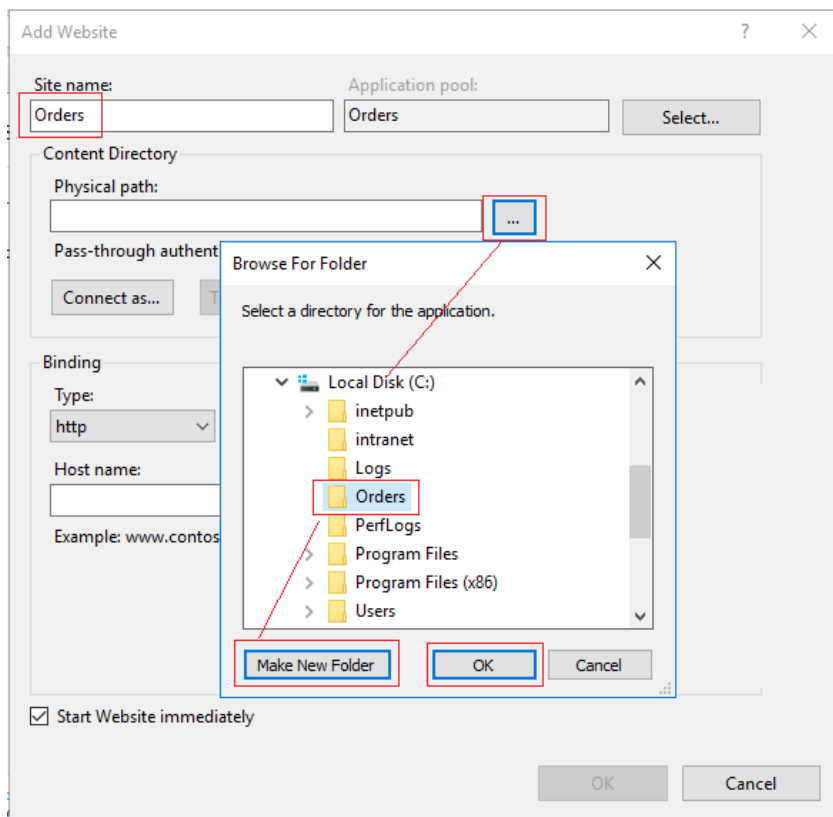 Add Website
?
Site name:
Application pool:
Orders
Orders
Select...
Content Directory
Physical path:
...
Pass-through authent
Connect as...
T
Browse For Folder
Select a directory for the application.
Local Disk (C:)
inetpub
intranet
Logs
Orders
PerfLogs
Program Files
Program Files (x86)
Users
Make New Folder
OK
Cancel
Binding
Type:
http
Host name:
Example: www.contos
Start Website immediately
OK
Cancel